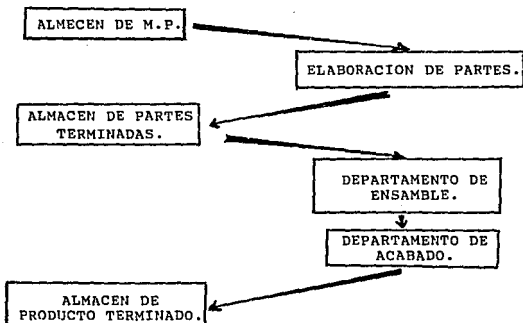 ALMECEN DE M.P.
ELABORACION DE PARTES.
ALMACEN DE PARTES
TERMINADAS.
DEPARTAMENTO DE
ENSAMBLE.
DEPARTAMENTO DE
ACABADO.
ALMACEN DE
PRODUCTO TERMINADO.